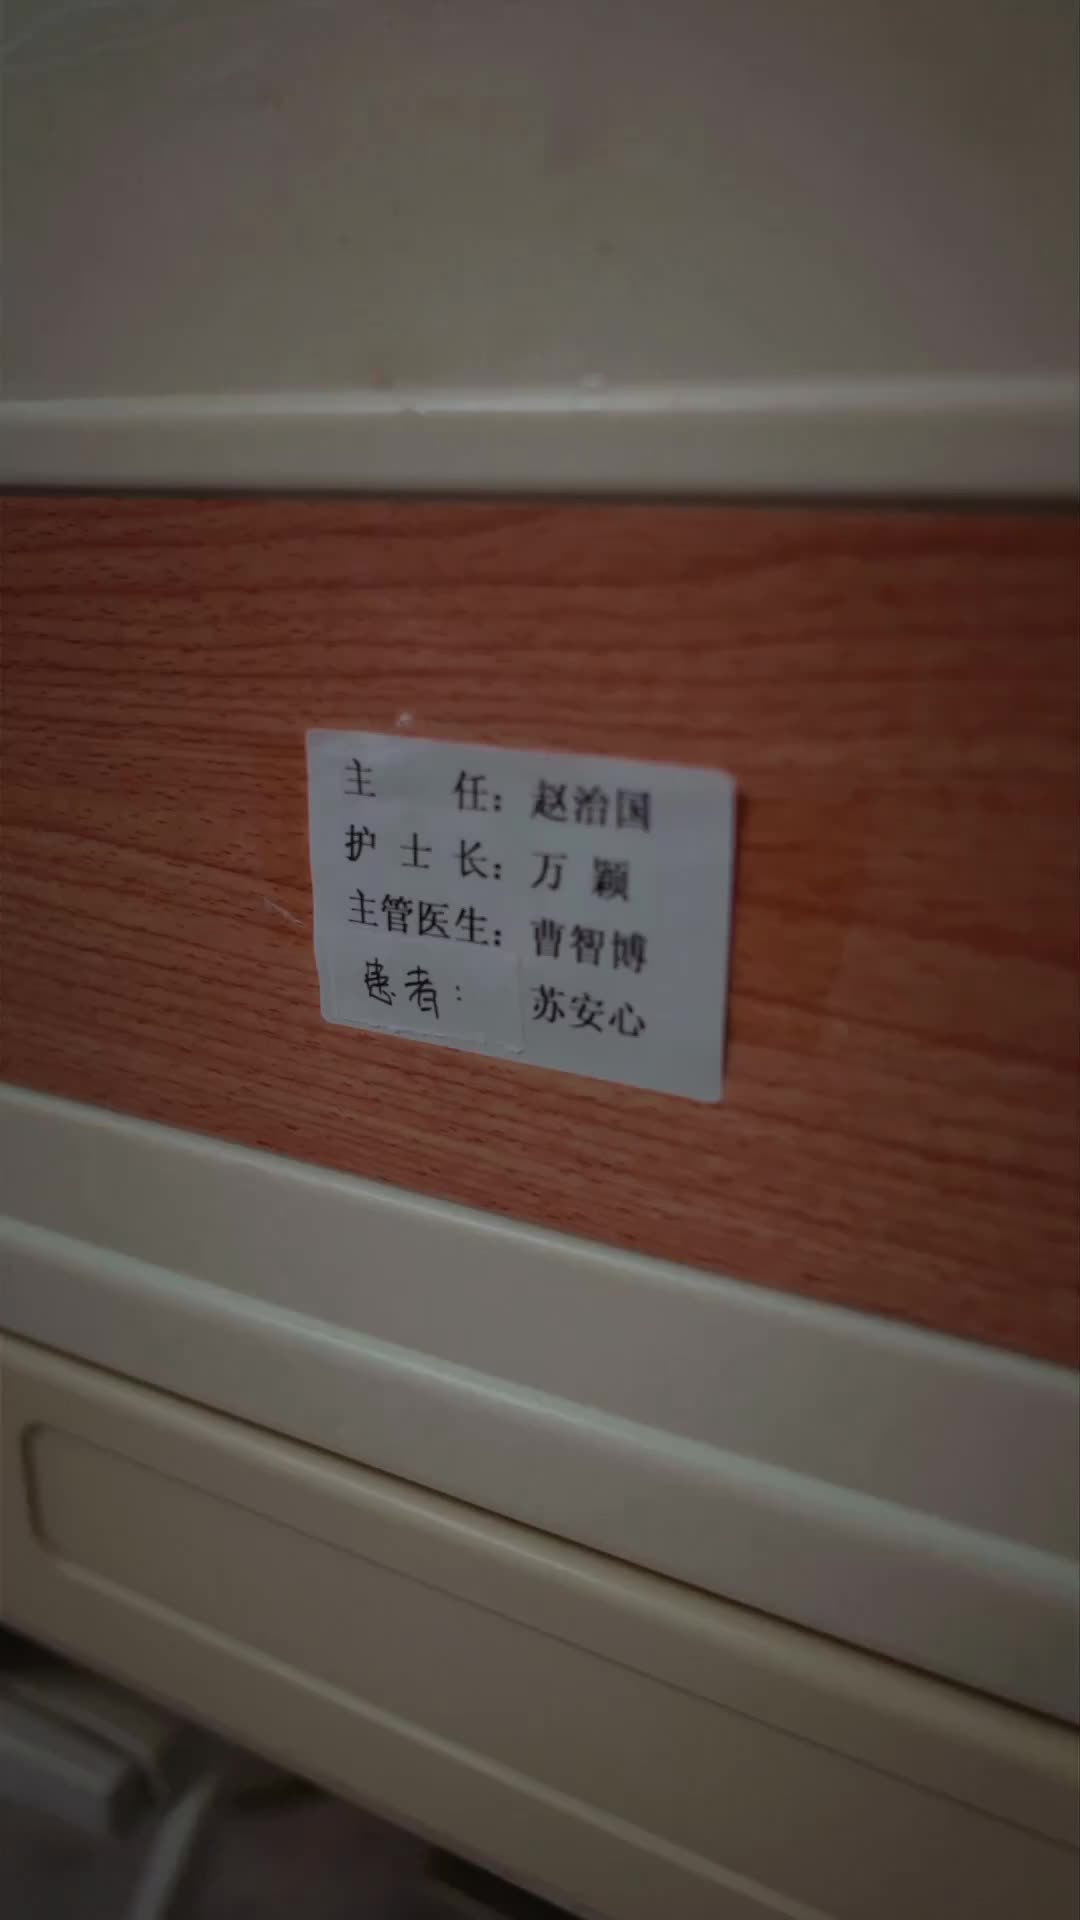 主 任：赵治国
护 士 长：万 颖
主管医生：曹智博
患者： 苏安心